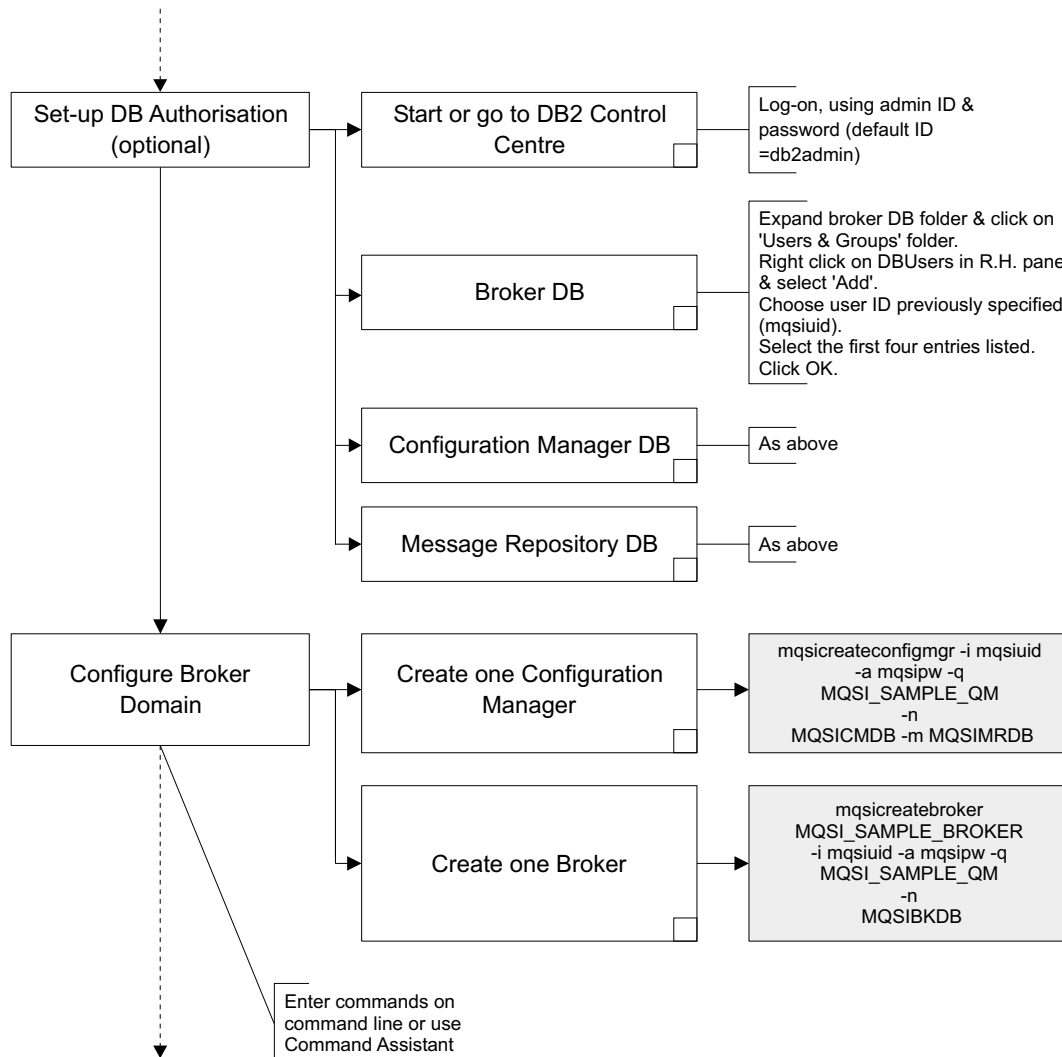 Set-up DB Authorisation
(optional)
Start or go to DB2 Control
Centre
Log-on, using admin ID &
password (default ID
=db2admin)
Broker DB
Expand broker DB folder & click on
'Users & Groups' folder.
Right click on DBUsers in R.H. pane
& select 'Add'.
Choose user ID previously specified
(mqsiuid).
Select the first four entries listed.
Click OK.
Configuration Manager DB
As above
Message Repository DB
As above
Configure Broker
Domain
Create one Configuration
Manager
mqsicreateconfigmgr -i mqsiuid
-a mqsipw -q
MQSI_SAMPLE_QM
-n
MQSICMDB -m MQSIMRDB
Create one Broker
mqsicreatebroker
MQSI_SAMPLE_BROKER
-i mqsiuid -a mqsipw -q
MQSI_SAMPLE_QM
-n
MQSIBKDB
Enter commands on
command line or use
Command Assistant